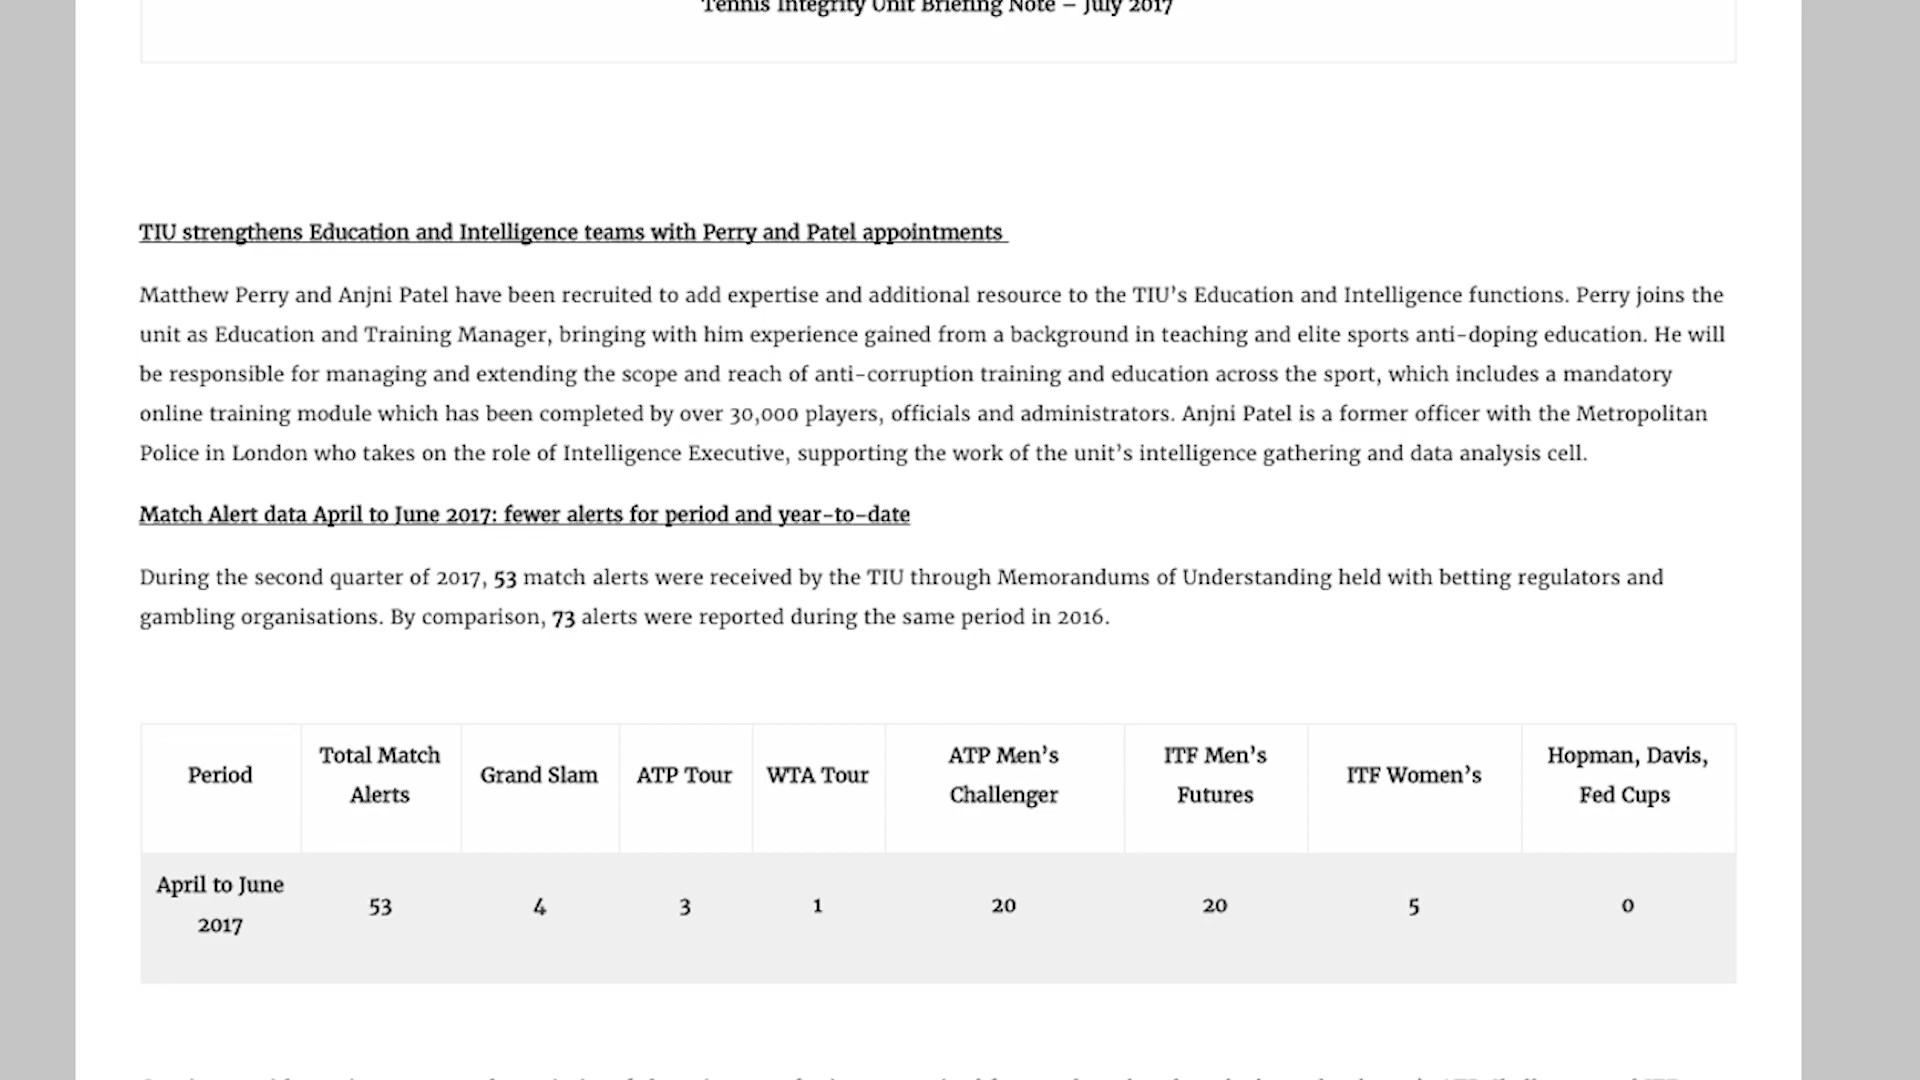 Tennis Integrity Unit Briefing Note – July 2017
TIU strengthens Education and Intelligence teams with Perry and Patel appointments
Matthew Perry and Anjni Patel have been recruited to add expertise and additional resource to the TIU’s Education and Intelligence functions. Perry joins the
unit as Education and Training Manager, bringing with him experience gained from a background in teaching and elite sports anti-doping education. He will
be responsible for managing and extending the scope and reach of anti-corruption training and education across the sport, which includes a mandatory
online training module which has been completed by over 30,000 players, officials and administrators. Anjni Patel is a former officer with the Metropolitan
Police in London who takes on the role of Intelligence Executive, supporting the work of the unit’s intelligence gathering and data analysis cell.
Match Alert data April to June 2017: fewer alerts for period and year-to-date
During the second quarter of 2017, 53 match alerts were received by the TIU through Memorandums of Understanding held with betting regulators and
gambling organisations. By comparison, 73 alerts were reported during the same period in 2016.
Period
Total Match
Alerts
Grand Slam
ATP Tour
WTA Tour
ATP Men’s
Challenger
ITF Men’s
Futures
ITF Women’s
Hopman, Davis,
Fed Cups
April to June
2017
53
4
3
1
20
20
5
0